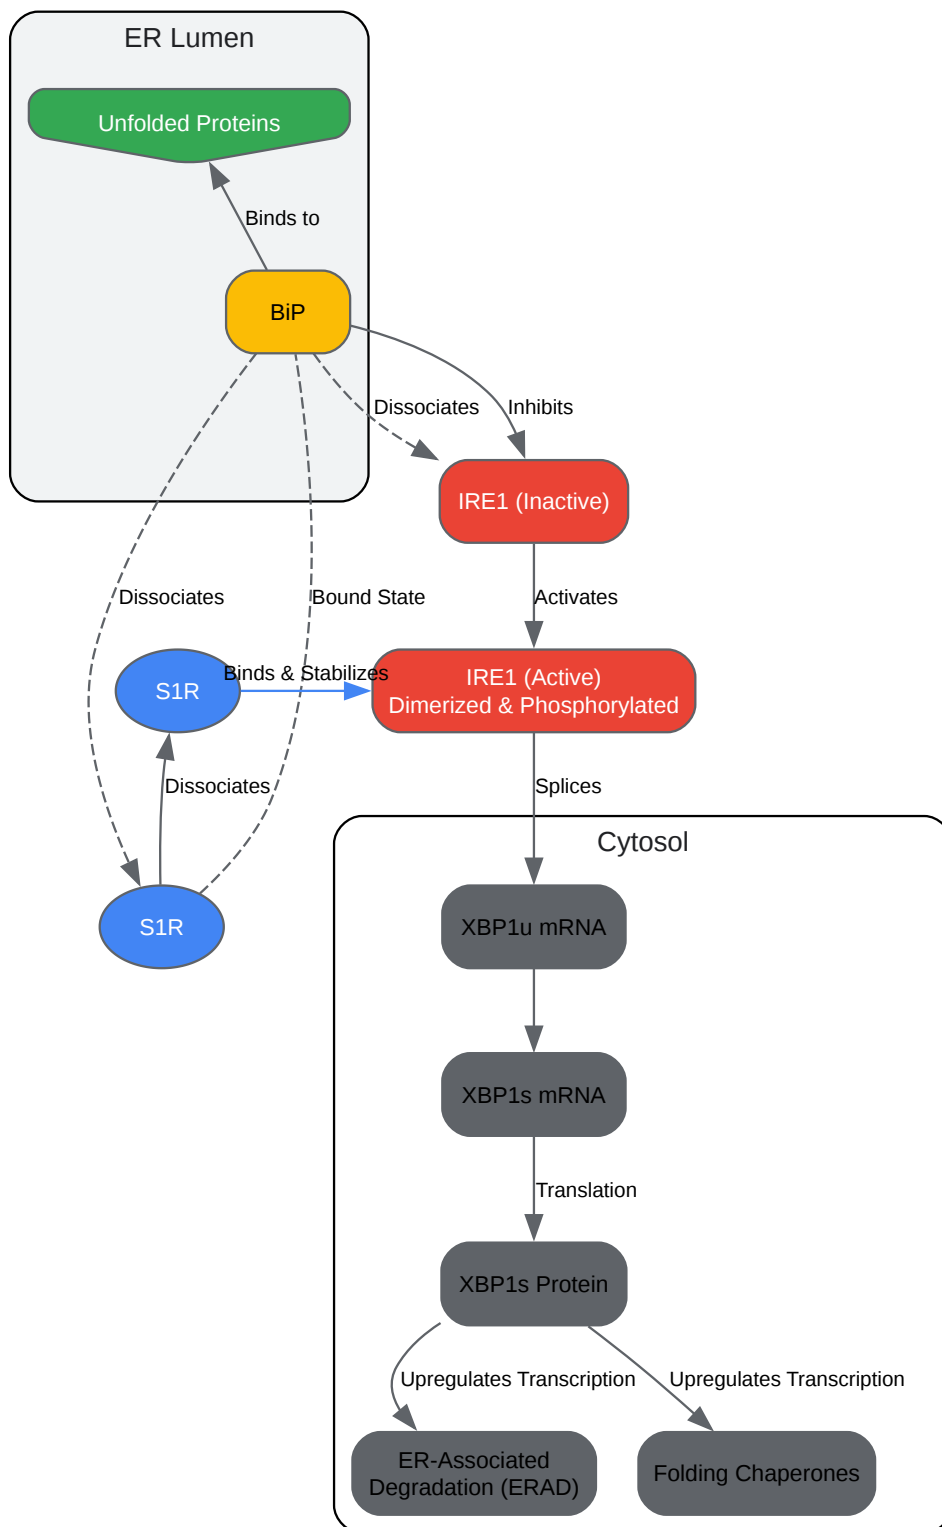 ER Lumen
Unfolded Proteins
Binds to
BiP
Dissociates
Inhibits
IRE1 (Inactive)
Dissociates
Bound State
Activates
Binds & Stabilizes
S1R
IRE1 (Active)
Dimerized & Phosphorylated
Dissociates
Splices
Cytosol
S1R
XBP1u mRNA
XBP1s mRNA
Translation
XBP1s Protein
Upregulates Transcription
Upregulates Transcription
ER-Associated
Degradation (ERAD)
Folding Chaperones